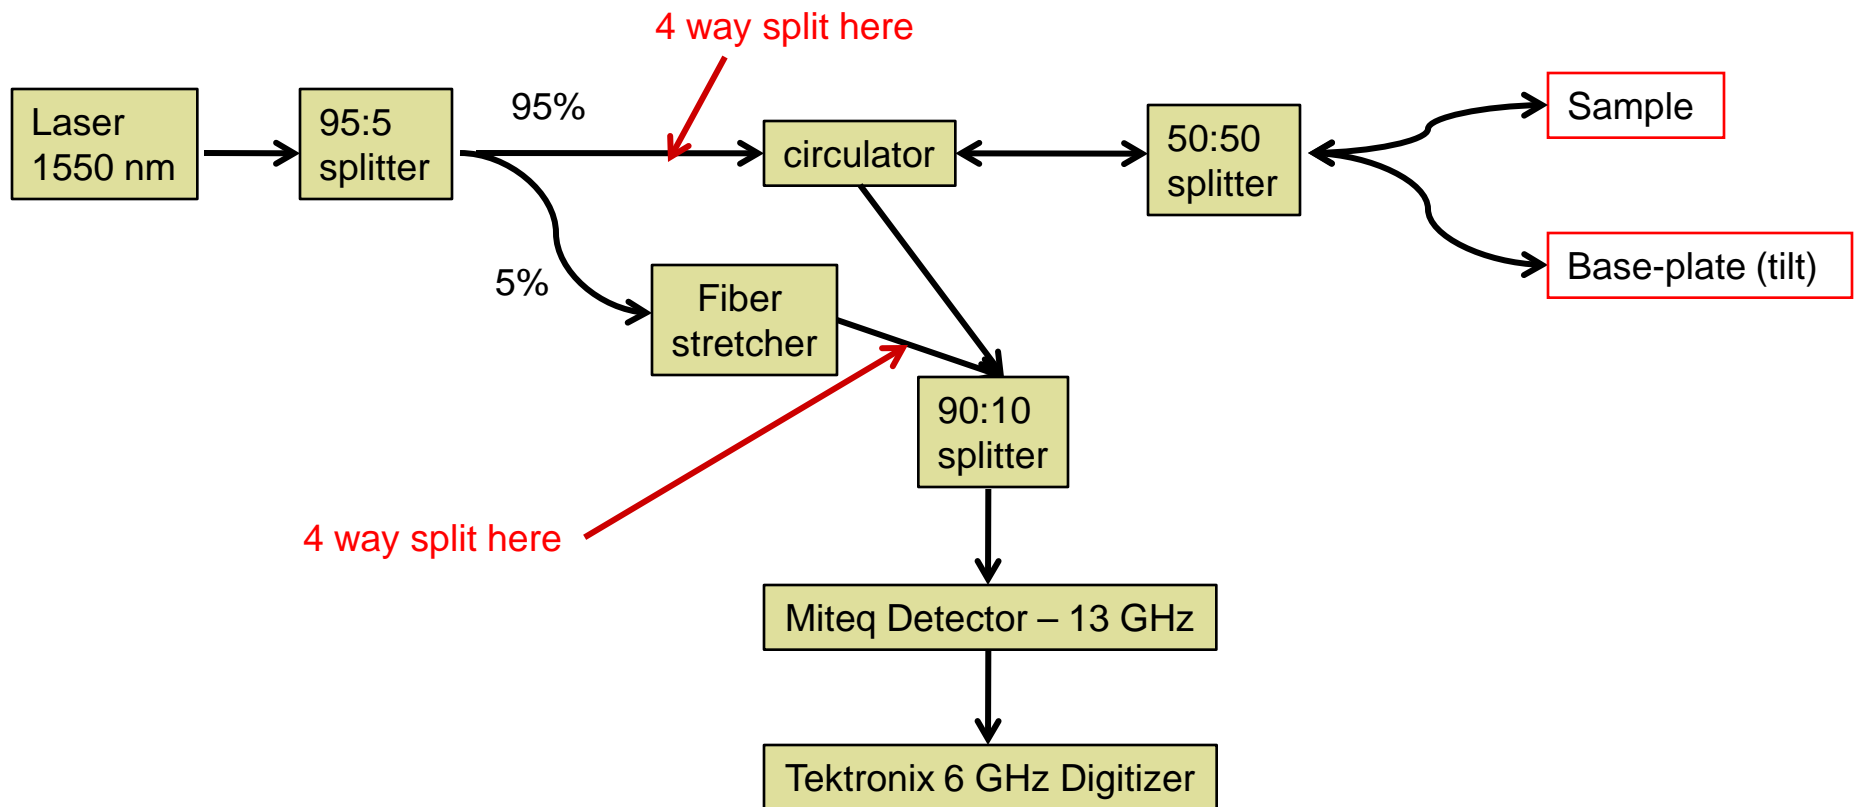 4 way split here
Laser
1550 nm
95:5
splitter
95%
circulator
50:50
splitter
Sample
Base-plate (tilt)
5%
Fiber
stretcher
90:10
splitter
4 way split here
Miteq Detector – 13 GHz
Tektronix 6 GHz Digitizer